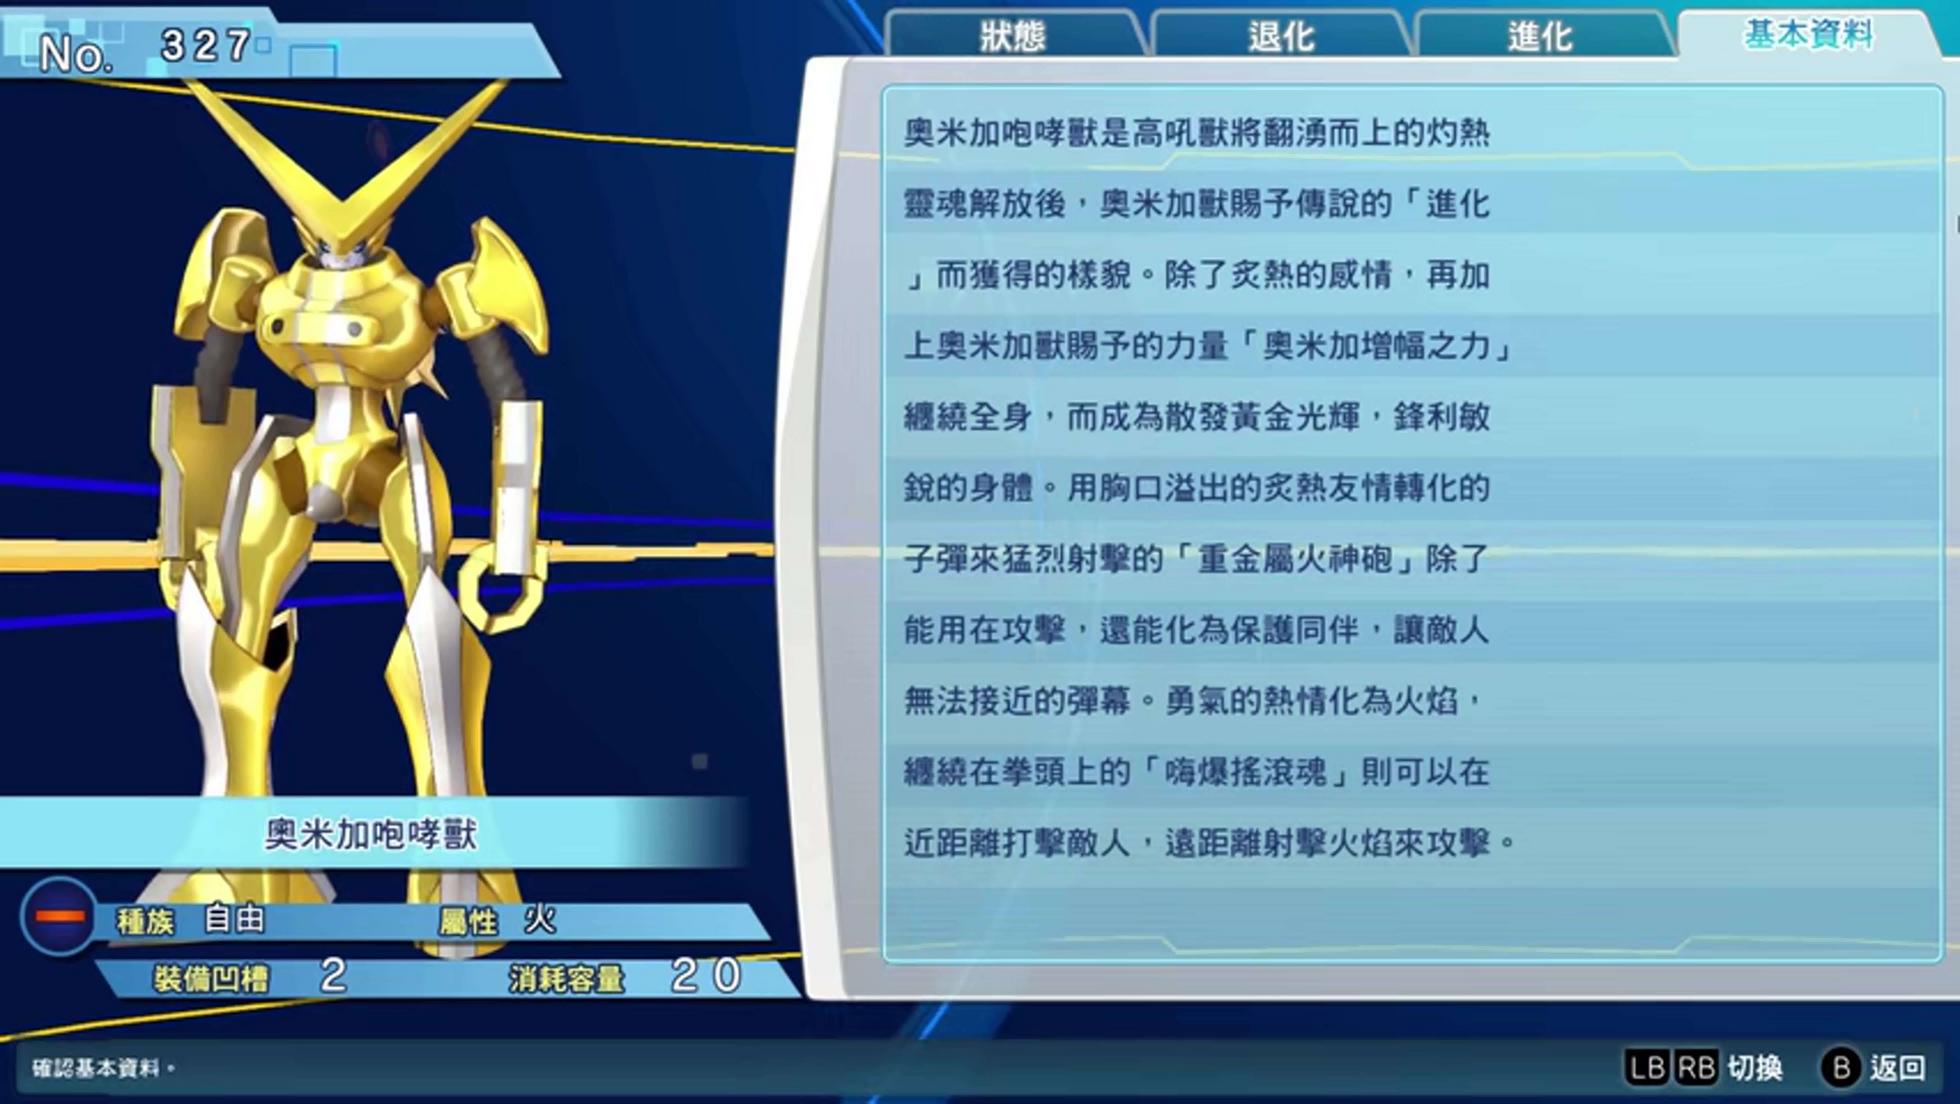 No. 327
狀態 退化 進化 基本資料
奧米加咆哮獸是高吼獸將翻湧而上的灼熱
靈魂解放後，奧米加獸賜予傳說的「進化
」而獲得的樣貌。除了炙熱的感情，再加
上奧米加獸賜予的力量「奧米加增幅之力」
纏繞全身，而成為散發黃金光輝，鋒利敏
銳的身體。用胸口溢出的炙熱友情轉化的
子彈來猛烈射擊的「重金屬火神砲」除了
能用在攻擊，還能化為保護同伴，讓敵人
無法接近的彈幕。勇氣的熱情化為火焰，
纏繞在拳頭上的「嗨爆搖滾魂」則可以在
近距離打擊敵人，遠距離射擊火焰來攻擊。
奧米加咆哮獸
種族 自由 屬性 火
裝備凹槽 2 消耗容量 20
確認基本資料。
LB RB 切換 B 返回